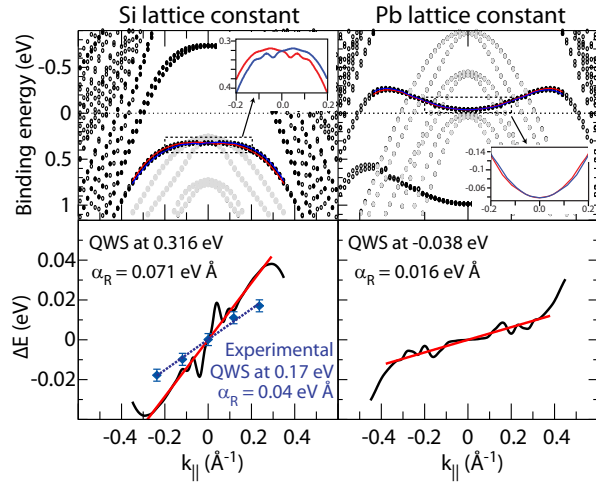 Si lattice constant
Pb lattice constant
Binding energy (eV)
-0.5
0
0.5
1
0.3
0.4
-0.2 0.0 0.2
-0.14
-0.10
-0.06
-0.2 0.0 0.2
ΔE (eV)
0.04
0.02
0
-0.02
QWS at 0.316 eV
α_R = 0.071 eV Å
Experimental
QWS at 0.17 eV
α_R = 0.04 eV Å
QWS at -0.038 eV
α_R = 0.016 eV Å
-0.4 -0.2 0 0.2 0.4
-0.4 -0.2 0 0.2 0.4
k_|| (Å⁻¹)
k_|| (Å⁻¹)